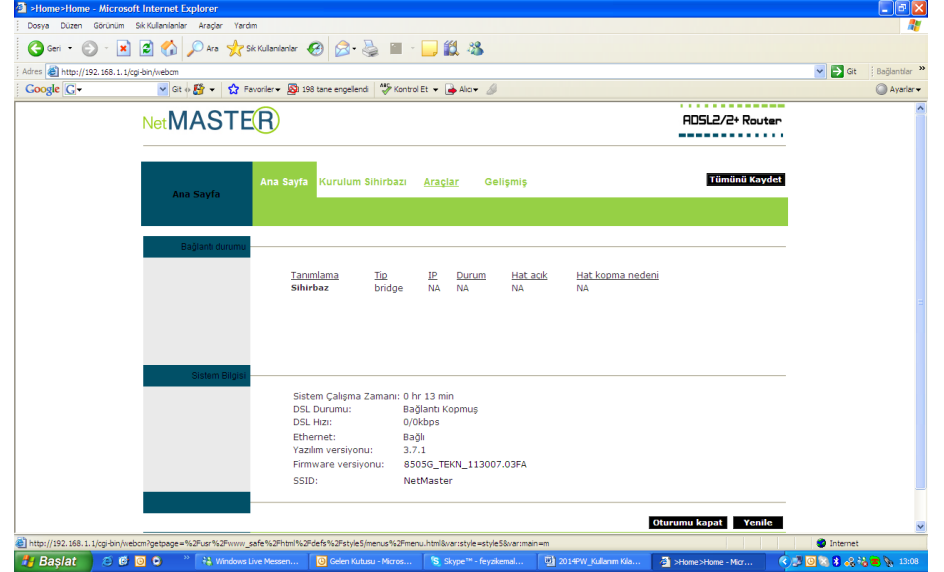 >Home>Home - Microsoft Internet Explorer
Dosya Düzen Görünüm Sık Kullanılanlar Araçlar Yardım
Geri Ara Sık Kullanılanlar
Adres http://192.168.1.1/cgi-bin/webcm Git Bağlantılar »
Google G Git Favoriler 198 tane engellendi Kontrol Et Alıcı Ayarlar
NetMASTER
ADSL2/2+ Router
Ana Sayfa Ana Sayfa Kurulum Sihirbazı Araçlar Gelişmiş Tümünü Kaydet
Bağlantı durumu
Tanımlama Tip IP Durum Hat açık Hat kopma nedeni
Sihirbaz bridge NA NA NA NA
Sistem Bilgisi
Sistem Çalışma Zamanı: 0 hr 13 min
DSL Durumu: Bağlantı Kopmuş
DSL Hızı: 0/0kbps
Ethernet: Bağlı
Yazılım versiyonu: 3.7.1
Firmware versiyonu: 8505G_TEKN_113007.03FA
SSID: NetMaster
Oturumu kapat Yenile
http://192.168.1.1/cgi-bin/webcm?getpage=%2Fusr%2Fwww_safe%2Fhtml%2Fdefs%2Fstyle5/menus%2Fmenu.html&var:style=style5&var:main=m Internet
Başlat » Windows Live Messen... Gelen Kutusu - Micros... Skype™ - feyzikemal... 2014PW_Kullanım Kıla... >Home>Home - Micr... 13:08